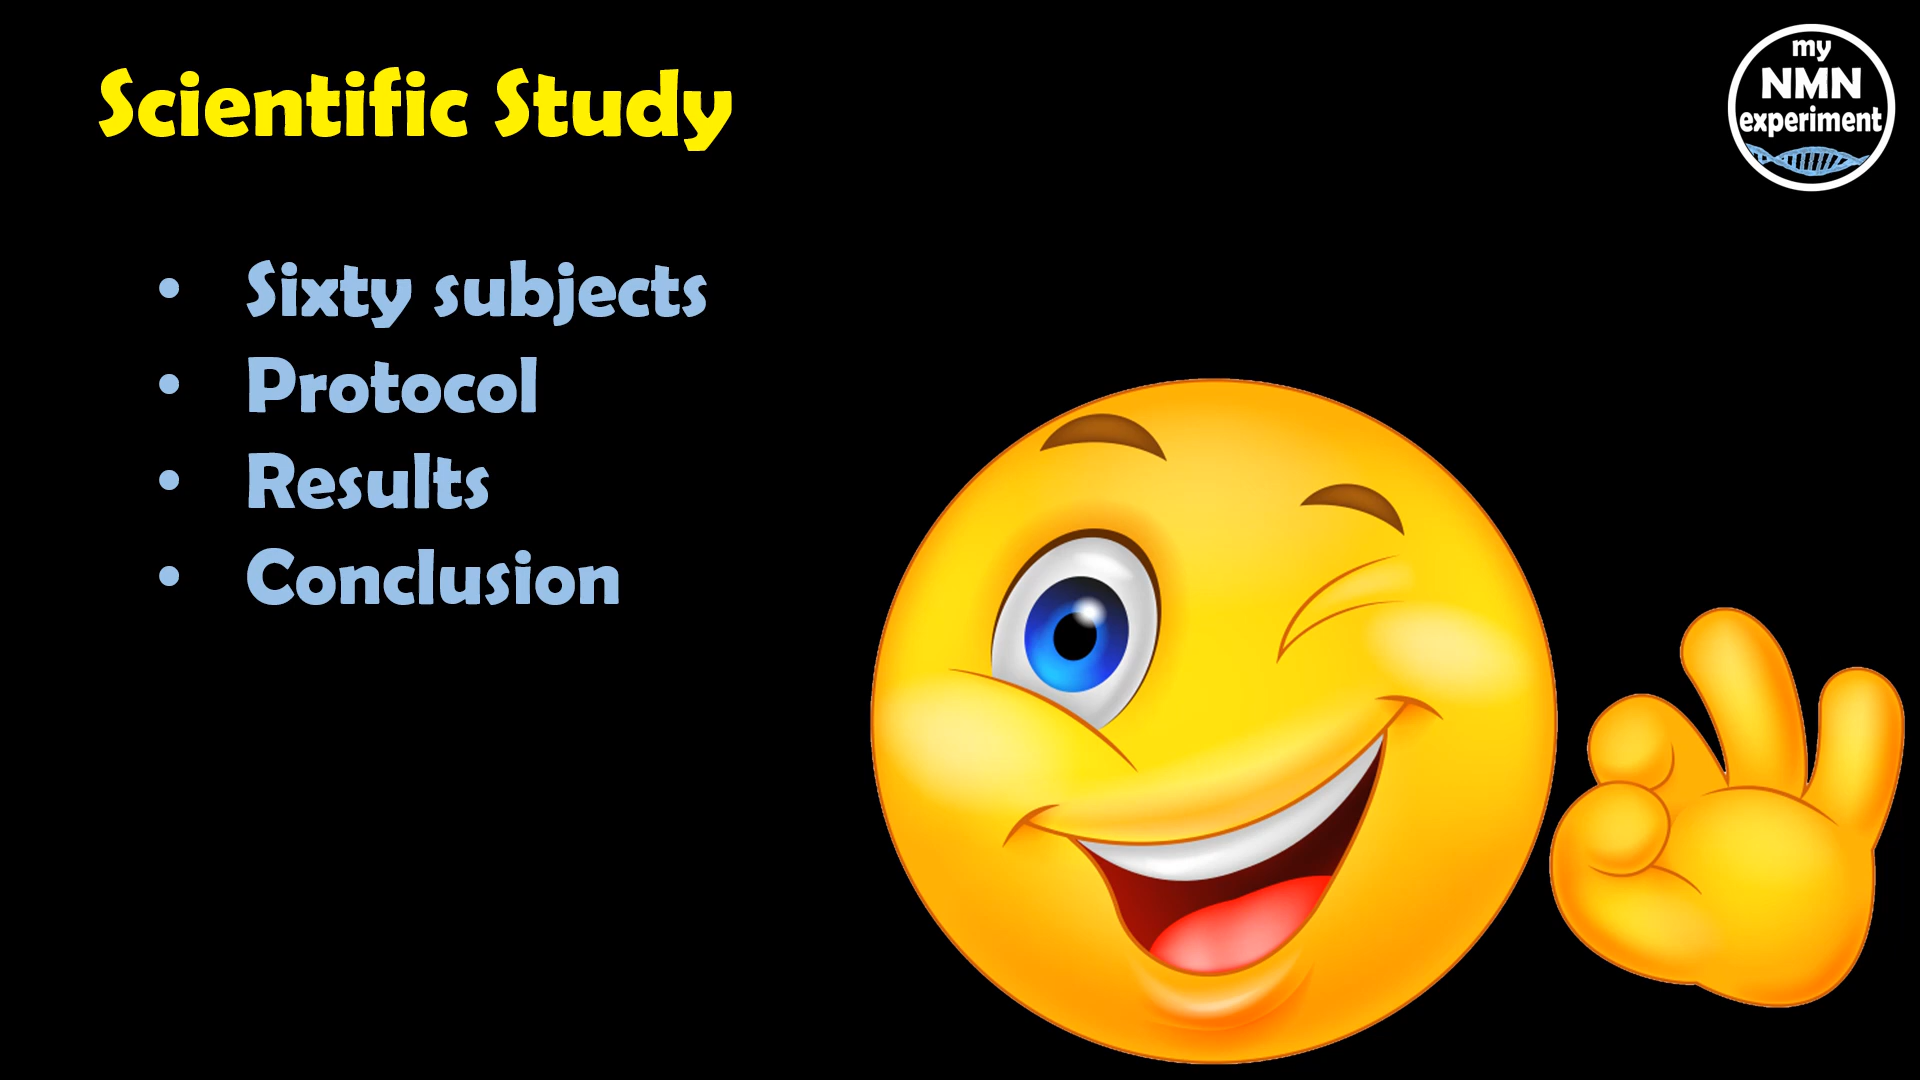 Scientific Study
my
NMN
experiment
• Sixty subjects
• Protocol
• Results
• Conclusion